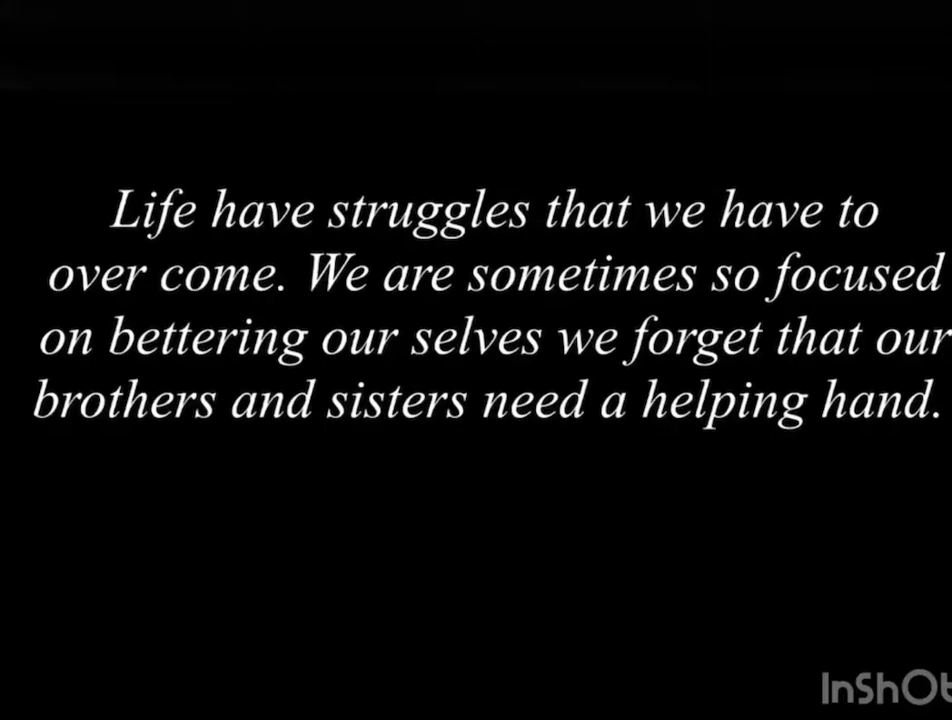 Life have struggles that we have to
over come. We are sometimes so focused
on bettering our selves we forget that our
brothers and sisters need a helping hand.